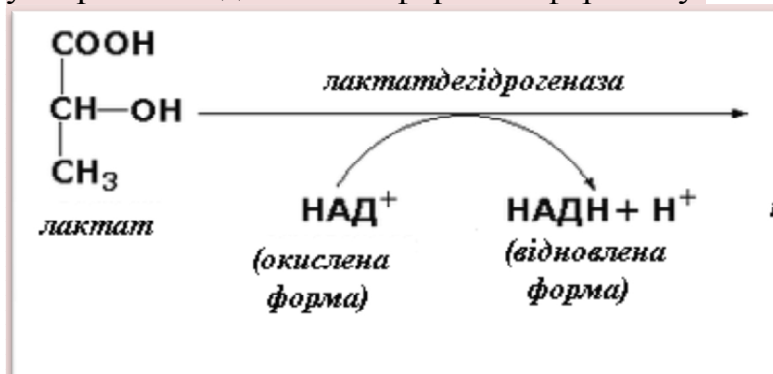 COOH
CH—OH
CH3
лактат
лактатдегідрогеназа
НАД+
(окислена
форма)
НАДН + Н+
(відновлена
форма)